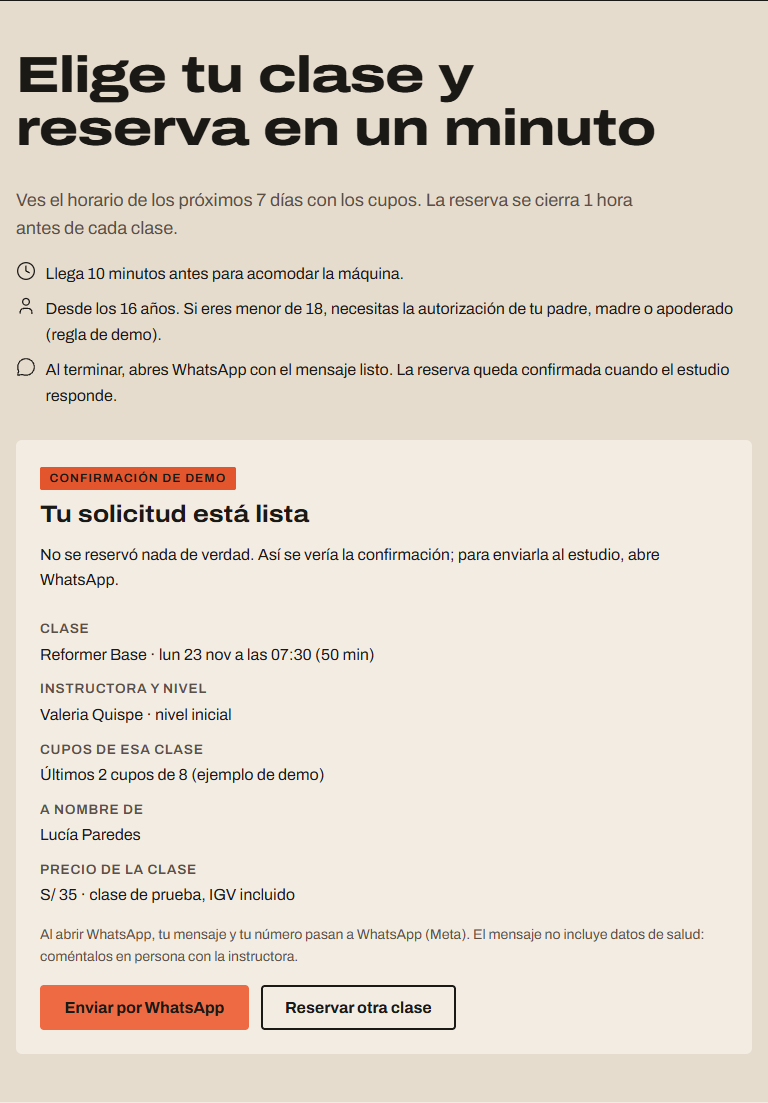 Elige tu clase y
reserva en un minuto
Ves el horario de los próximos 7 días con los cupos. La reserva se cierra 1 hora
antes de cada clase.
Llega 10 minutos antes para acomodar la máquina.
Desde los 16 años. Si eres menor de 18, necesitas la autorización de tu padre, madre o apoderado
(regla de demo).
Al terminar, abres WhatsApp con el mensaje listo. La reserva queda confirmada cuando el estudio
responde.
CONFIRMACIÓN DE DEMO
Tu solicitud está lista
No se reservó nada de verdad. Así se vería la confirmación; para enviarla al estudio, abre
WhatsApp.
CLASE
Reformer Base · lun 23 nov a las 07:30 (50 min)
INSTRUCTORA Y NIVEL
Valeria Quispe · nivel inicial
CUPOS DE ESA CLASE
Últimos 2 cupos de 8 (ejemplo de demo)
A NOMBRE DE
Lucía Paredes
PRECIO DE LA CLASE
S/ 35 · clase de prueba, IGV incluido
Al abrir WhatsApp, tu mensaje y tu número pasan a WhatsApp (Meta). El mensaje no incluye datos de salud:
coméntalos en persona con la instructora.
Enviar por WhatsApp
Reservar otra clase